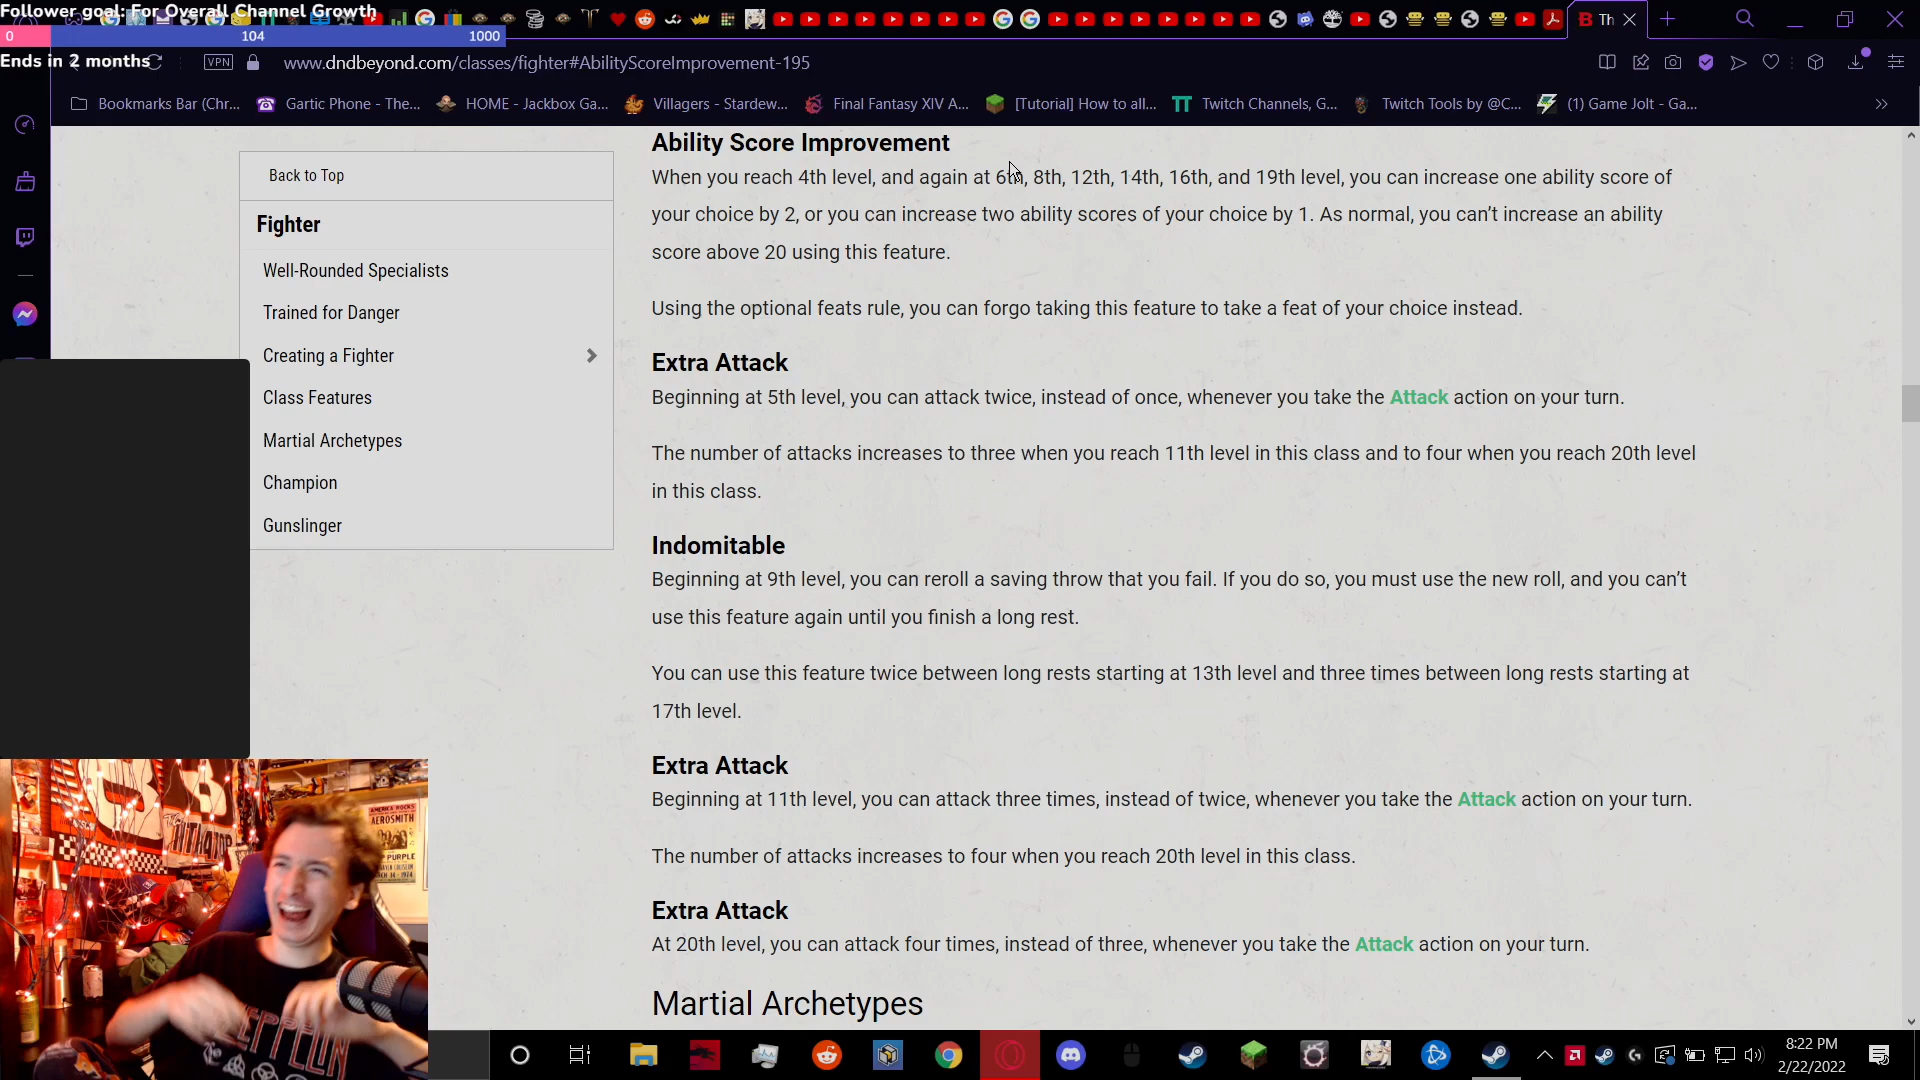 Follower goal: For Overall Channel Growth
0 104 1000
Ends in 2 months
Th
VPN www.dndbeyond.com/classes/fighter#AbilityScoreImprovement-195
Bookmarks Bar (Chr... Gartic Phone - The... HOME - Jackbox Ga... Villagers - Stardew... Final Fantasy XIV A... [Tutorial] How to all... Twitch Channels, G... Twitch Tools by @C... (1) Game Jolt - Ga...
Back to Top
Fighter
Well-Rounded Specialists
Trained for Danger
Creating a Fighter
Class Features
Martial Archetypes
Champion
Gunslinger
Ability Score Improvement
When you reach 4th level, and again at 6th, 8th, 12th, 14th, 16th, and 19th level, you can increase one ability score of
your choice by 2, or you can increase two ability scores of your choice by 1. As normal, you can’t increase an ability
score above 20 using this feature.
Using the optional feats rule, you can forgo taking this feature to take a feat of your choice instead.
Extra Attack
Beginning at 5th level, you can attack twice, instead of once, whenever you take the Attack action on your turn.
The number of attacks increases to three when you reach 11th level in this class and to four when you reach 20th level
in this class.
Indomitable
Beginning at 9th level, you can reroll a saving throw that you fail. If you do so, you must use the new roll, and you can’t
use this feature again until you finish a long rest.
You can use this feature twice between long rests starting at 13th level and three times between long rests starting at
17th level.
Extra Attack
Beginning at 11th level, you can attack three times, instead of twice, whenever you take the Attack action on your turn.
The number of attacks increases to four when you reach 20th level in this class.
Extra Attack
At 20th level, you can attack four times, instead of three, whenever you take the Attack action on your turn.
Martial Archetypes
AMERICA ROCKS
AEROSMITH
PURPLE
8:22 PM
2/22/2022